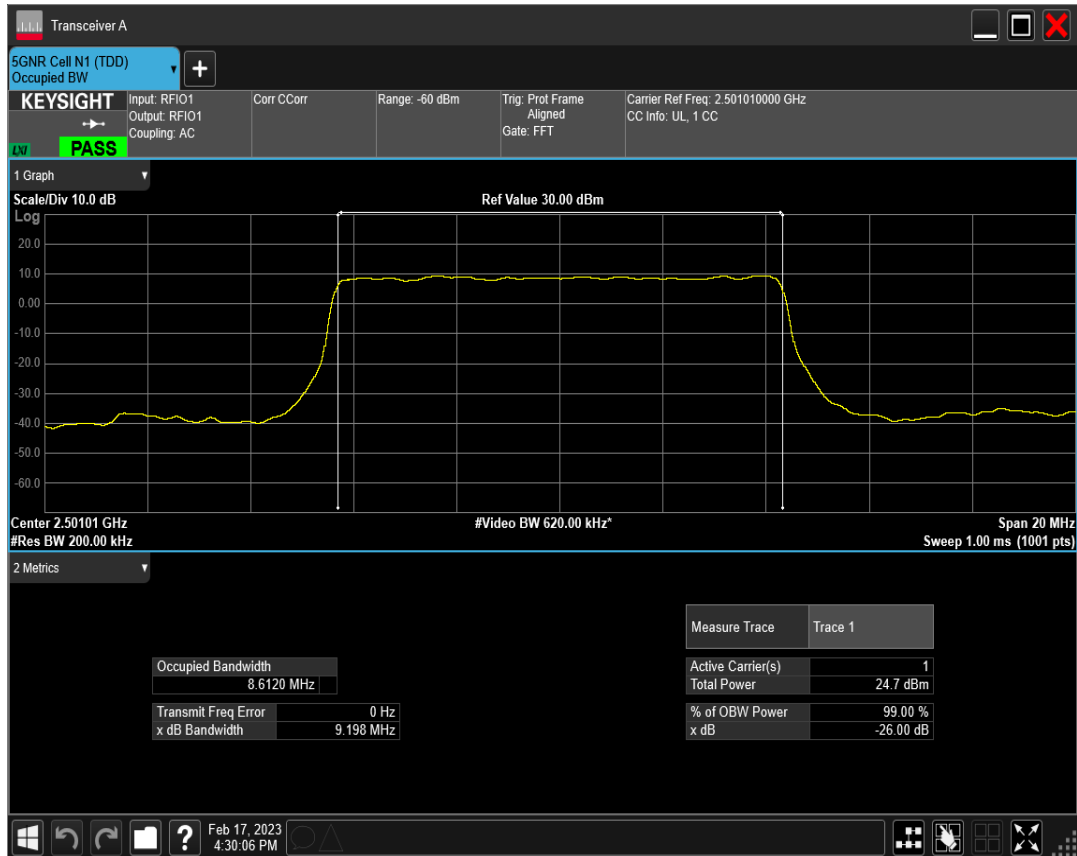 Transceiver A
5GNR Cell N1 (TDD)
Occupied BW
+
KEYSIGHT
LXI
PASS
Input: RFIO1
Output: RFIO1
Coupling: AC
Corr CCorr
Range: -60 dBm
Trig: Prot Frame
Aligned
Gate: FFT
Carrier Ref Freq: 2.501010000 GHz
CC Info: UL, 1 CC
1 Graph
Scale/Div 10.0 dB
Ref Value 30.00 dBm
Log
20.0
10.0
0.00
-10.0
-20.0
-30.0
-40.0
-50.0
-60.0
Center 2.50101 GHz
#Video BW 620.00 kHz*
Span 20 MHz
#Res BW 200.00 kHz
Sweep 1.00 ms (1001 pts)
2 Metrics
Measure Trace Trace 1
Occupied Bandwidth
8.6120 MHz
Active Carrier(s) 1
Total Power 24.7 dBm
Transmit Freq Error 0 Hz
x dB Bandwidth 9.198 MHz
% of OBW Power 99.00 %
x dB -26.00 dB
?
Feb 17, 2023
4:30:06 PM